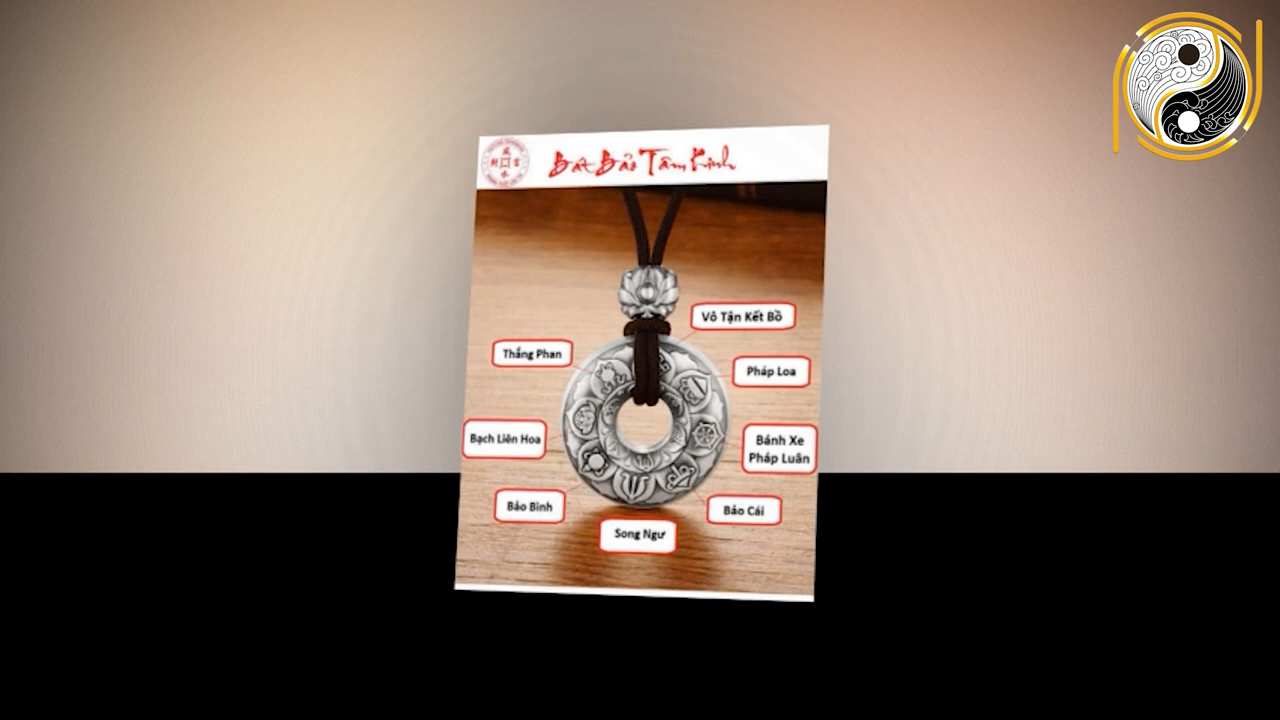 Bát Bảo Tâm Kinh
Vô Tận Kết Bồ
Thắng Phan
Pháp Loa
Bạch Liên Hoa
Bánh Xe
Pháp Luân
Bảo Bình
Bảo Cái
Song Ngư